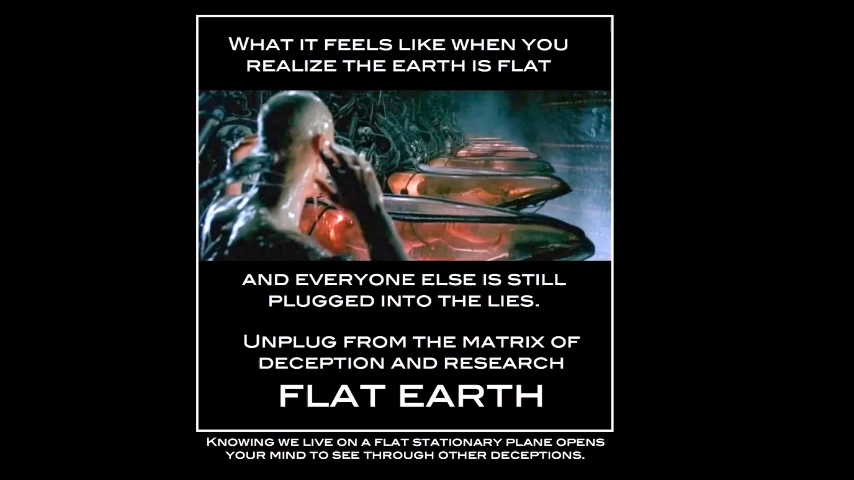 What it feels like when you
realize the earth is flat
and everyone else is still
plugged into the lies.
Unplug from the matrix of
deception and research
FLAT EARTH
Knowing we live on a flat stationary plane opens
your mind to see through other deceptions.